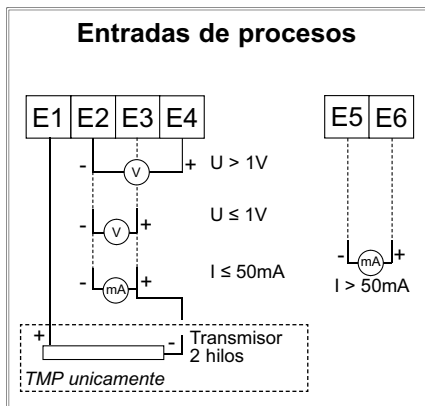 Entradas de procesos
E1 E2 E3 E4 E5 E6
- V + U > 1V
- V + U ≤ 1V
- mA + I ≤ 50mA
- mA +
I > 50mA
+ - Transmisor
2 hilos
TMP unicamente